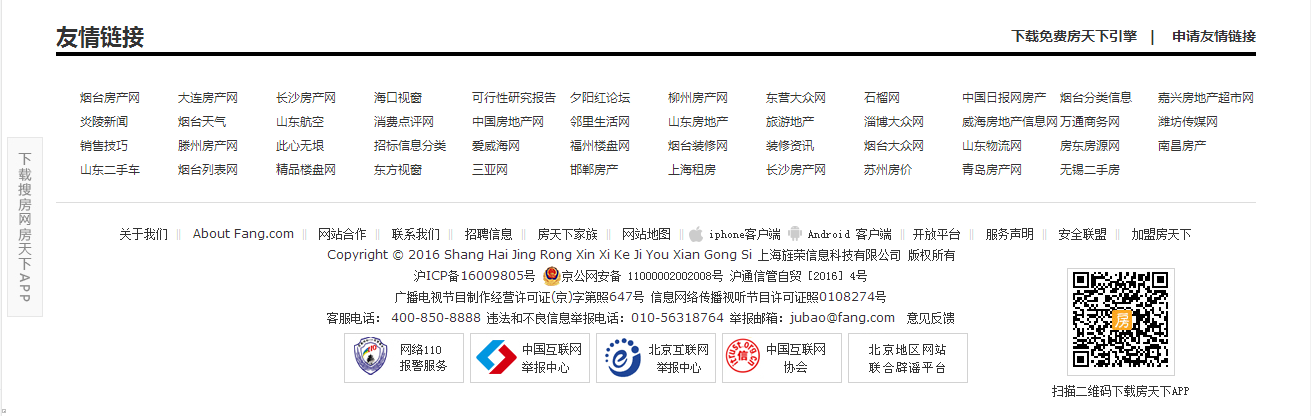 友情链接 下载免费房天下引擎 | 申请友情链接
烟台房产网 大连房产网 长沙房产网 海口视窗 可行性研究报告 夕阳红论坛 柳州房产网 东营大众网 石榴网 中国日报网房产 烟台分类信息 嘉兴房地产超市网
炎陵新闻 烟台天气 山东航空 消费点评网 中国房地产网 邻里生活网 山东房地产 旅游地产 淄博大众网 威海房地产信息网 万通商务网 潍坊传媒网
销售技巧 滕州房产网 此心无垠 招标信息分类 爱威海网 福州楼盘网 烟台装修网 装修资讯 烟台大众网 山东物流网 房东房源网 南昌房产
山东二手车 烟台列表网 精品楼盘网 东方视窗 三亚网 邯郸房产 上海租房 长沙房产网 苏州房价 青岛房产网 无锡二手房
下载搜房网房天下APP
关于我们 || About Fang.com || 网站合作 || 联系我们 || 招聘信息 || 房天下家族 || 网站地图 || iphone客户端 Android 客户端 || 开放平台 || 服务声明 || 安全联盟 || 加盟房天下
Copyright © 2016 Shang Hai Jing Rong Xin Xi Ke Ji You Xian Gong Si 上海旌荣信息科技有限公司 版权所有
沪ICP备16009805号 京公网安备 11000002002008号 沪通信管自贸［2016］4号
广播电视节目制作经营许可证(京)字第照647号 信息网络传播视听节目许可证照0108274号
客服电话： 400-850-8888 违法和不良信息举报电话：010-56318764 举报邮箱：jubao@fang.com 意见反馈
110
网络110
报警服务
中国互联网
举报中心
北京互联网
举报中心
itrust.org.cn
信
中国互联网
协会
北京地区网站
联合辟谣平台
房
扫描二维码下载房天下APP